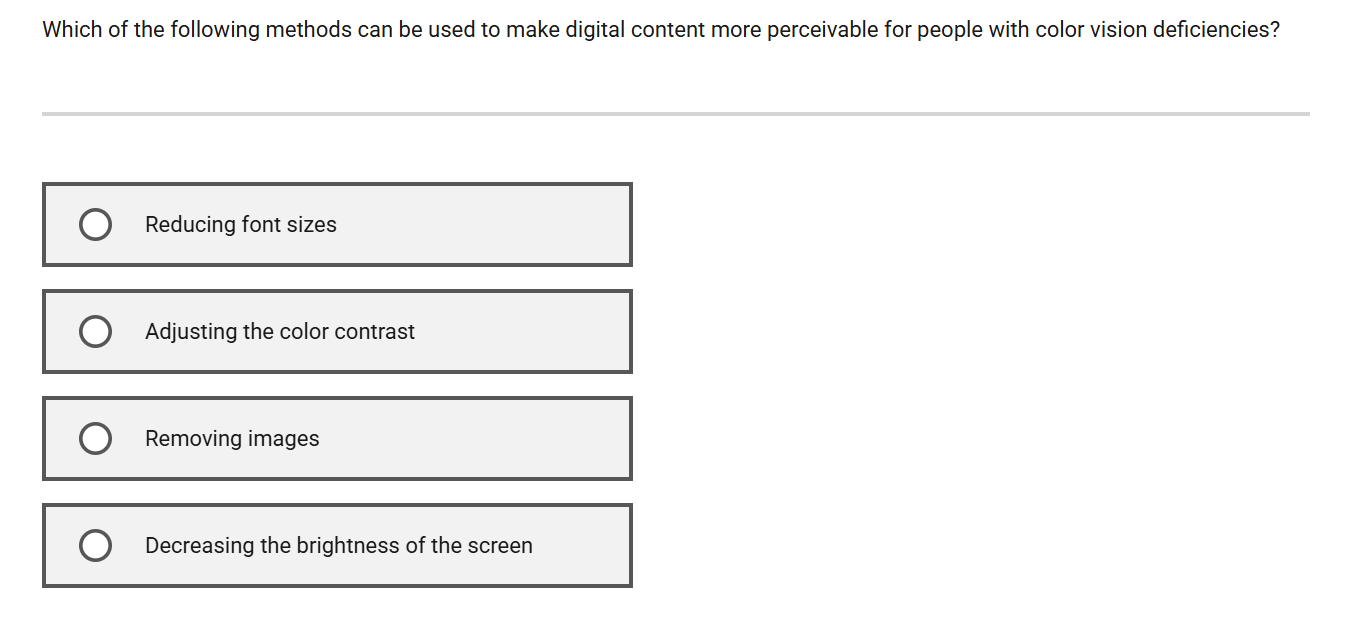 Which of the following methods can be used to make digital content more perceivable for people with color vision deficiencies?
Reducing font sizes
Adjusting the color contrast
Removing images
Decreasing the brightness of the screen